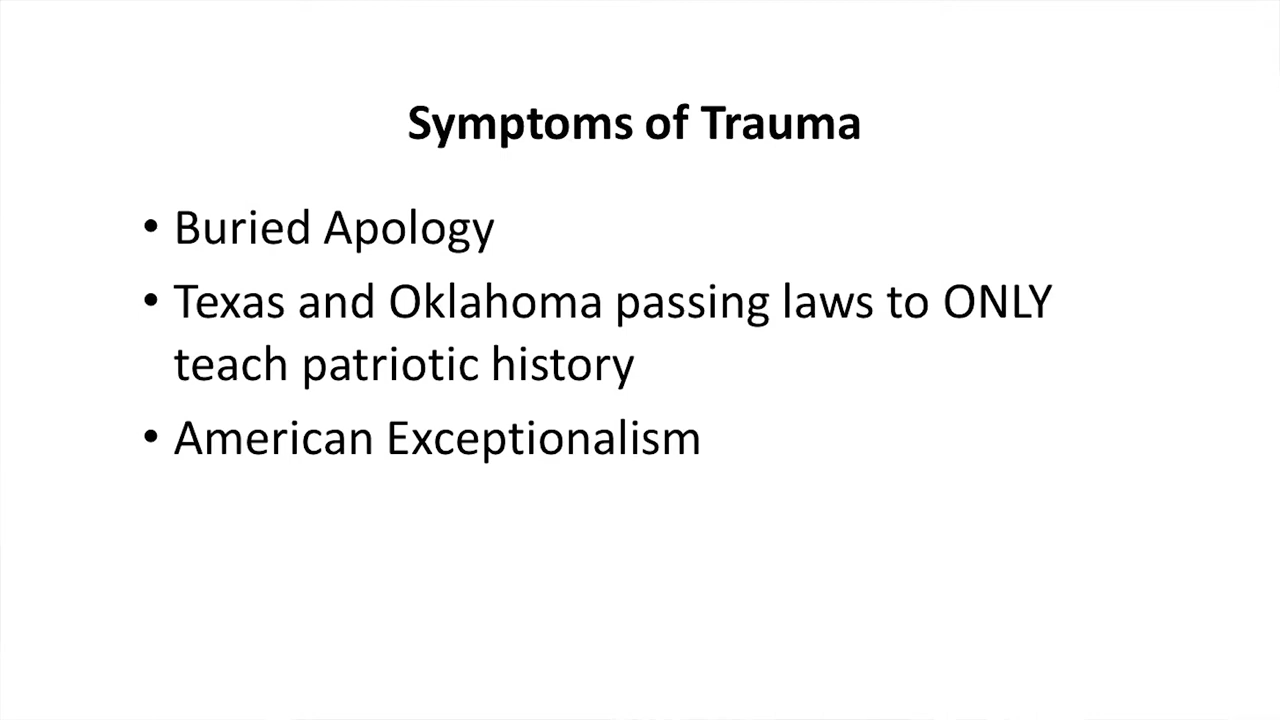 Symptoms of Trauma
• Buried Apology
• Texas and Oklahoma passing laws to ONLY
teach patriotic history
• American Exceptionalism